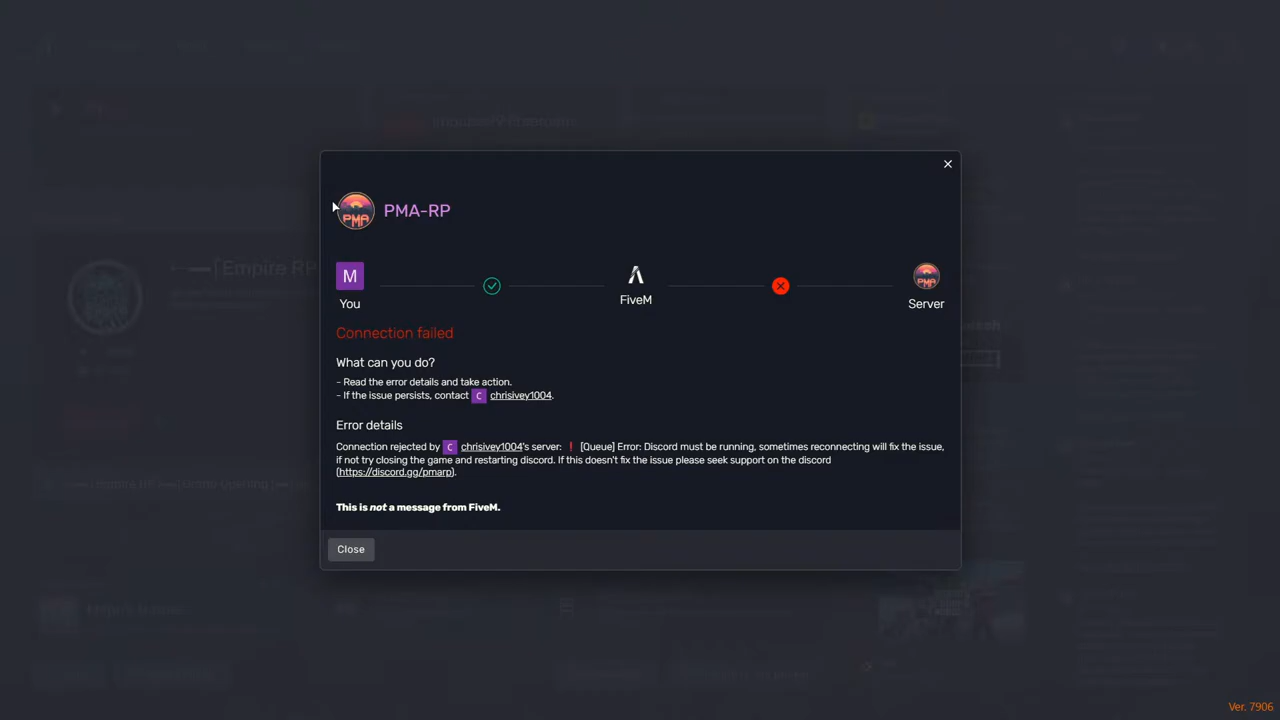 PMA
PMA-RP
M
You
FiveM
PMA
Server
Connection failed
What can you do?
- Read the error details and take action.
- If the issue persists, contact C chrisivey1004.
Error details
Connection rejected by C chrisivey1004's server: ❗ [Queue] Error: Discord must be running, sometimes reconnecting will fix the issue,
if not try closing the game and restarting discord. If this doesn't fix the issue please seek support on the discord
(https://discord.gg/pmarp).
This is not a message from FiveM.
Close
Empire RP
Ver. 7906